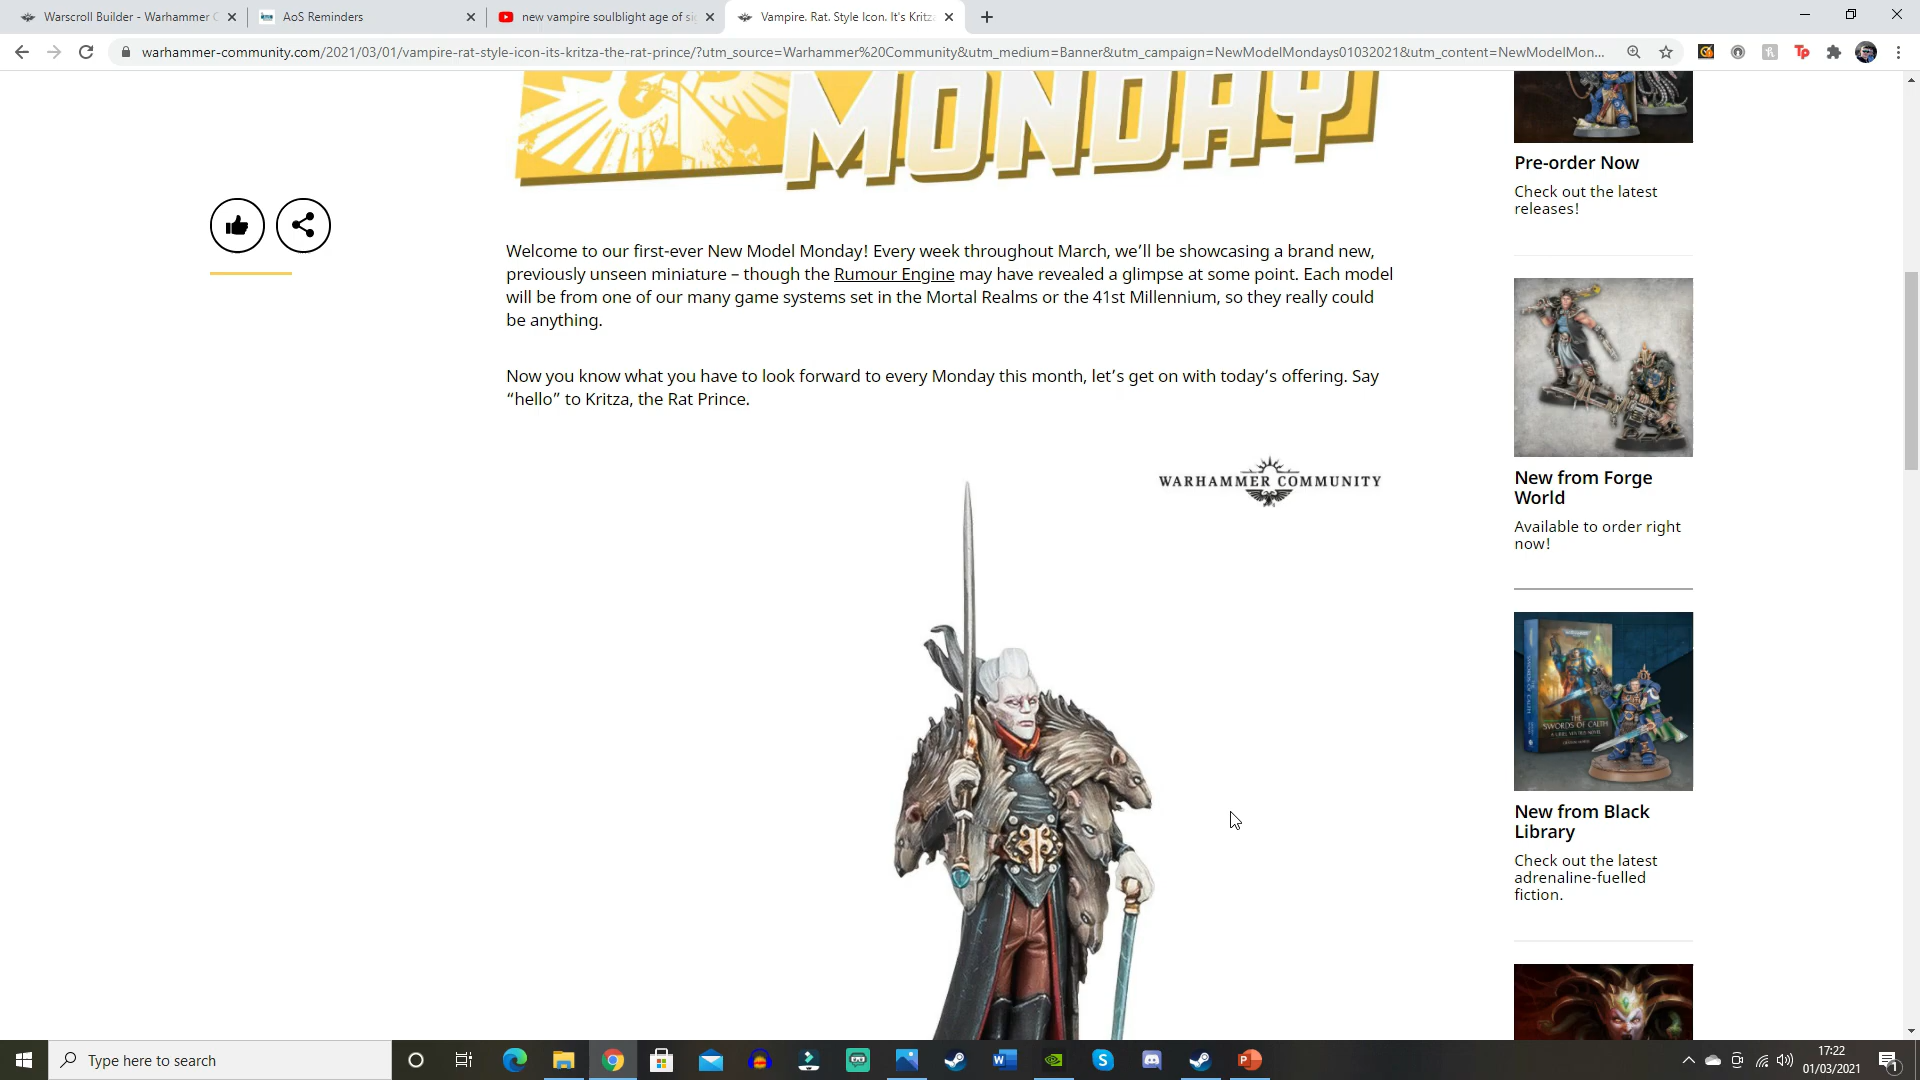 Warscroll Builder - Warhammer
AoS Reminders
new vampire soulblight age of si
Vampire. Rat. Style Icon. It's Kritz
warhammer-community.com/2021/03/01/vampire-rat-style-icon-its-kritza-the-rat-prince/?utm_source=Warhammer%20Community&utm_medium=Banner&utm_campaign=NewModelMondays01032021&utm_content=NewModelMon...
MONDAY
Welcome to our first-ever New Model Monday! Every week throughout March, we’ll be showcasing a brand new,
previously unseen miniature – though the Rumour Engine may have revealed a glimpse at some point. Each model
will be from one of our many game systems set in the Mortal Realms or the 41st Millennium, so they really could
be anything.
Now you know what you have to look forward to every Monday this month, let’s get on with today’s offering. Say
“hello” to Kritza, the Rat Prince.
WARHAMMER COMMUNITY
Pre-order Now
Check out the latest
releases!
New from Forge
World
Available to order right
now!
SWORDS OF CALTH
New from Black
Library
Check out the latest
adrenaline-fuelled
fiction.
Type here to search
17:22
01/03/2021